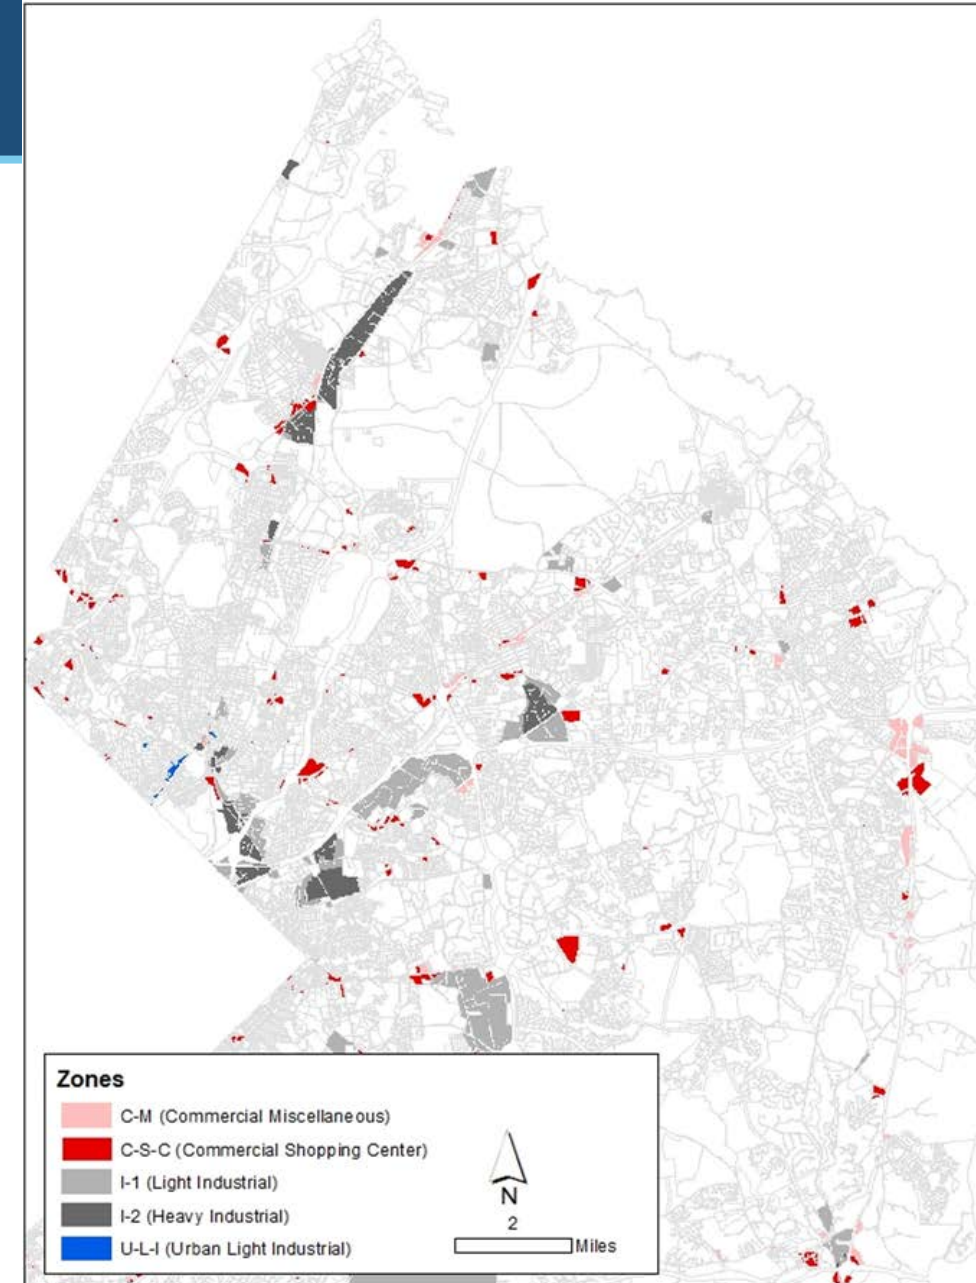 Zones
C-M (Commercial Miscellaneous)
C-S-C (Commercial Shopping Center)
I-1 (Light Industrial)
I-2 (Heavy Industrial)
U-L-I (Urban Light Industrial)
N
2
Miles